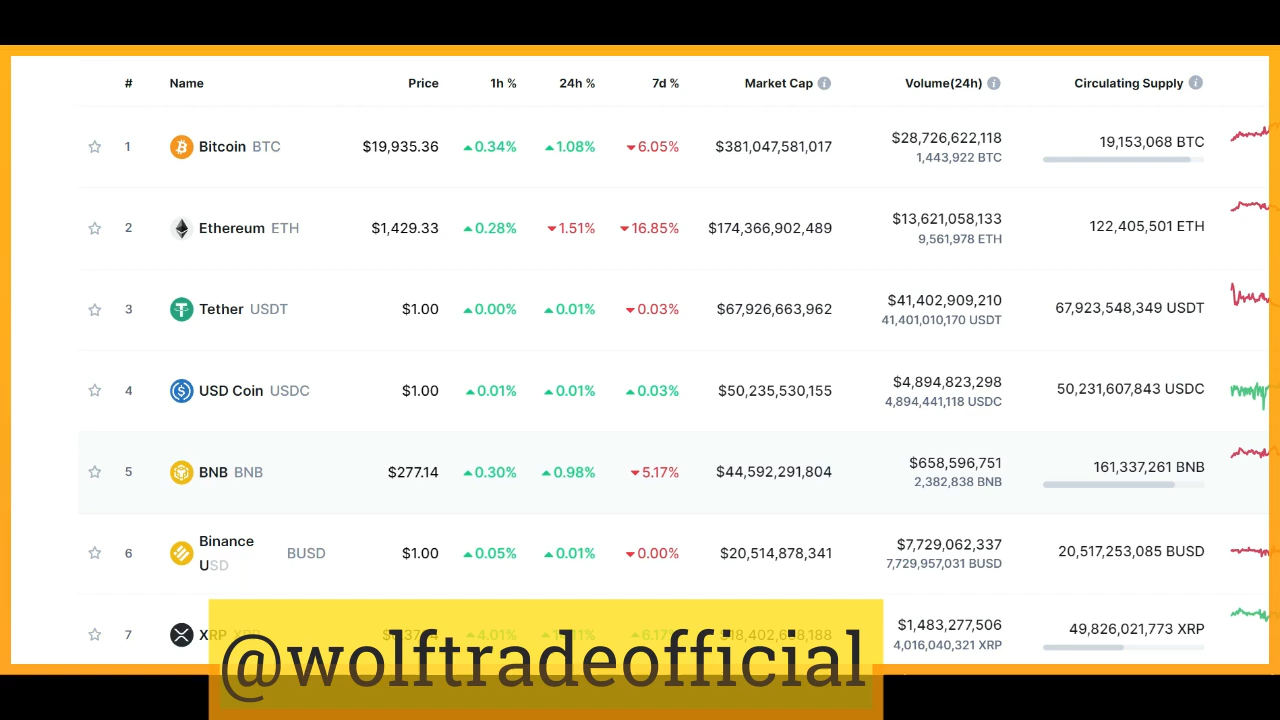 # Name Price 1h % 24h % 7d % Market Cap Volume(24h) Circulating Supply
1 Bitcoin BTC $19,935.36 0.34% 1.08% 6.05% $381,047,581,017 $28,726,622,118 19,153,068 BTC
1,443,922 BTC
2 Ethereum ETH $1,429.33 0.28% 1.51% 16.85% $174,366,902,489 $13,621,058,133 122,405,501 ETH
9,561,978 ETH
3 Tether USDT $1.00 0.00% 0.01% 0.03% $67,926,663,962 $41,402,909,210 67,923,548,349 USDT
41,401,010,170 USDT
4 USD Coin USDC $1.00 0.01% 0.01% 0.03% $50,235,530,155 $4,894,823,298 50,231,607,843 USDC
4,894,441,118 USDC
5 BNB BNB $277.14 0.30% 0.98% 5.17% $44,592,291,804 $658,596,751 161,337,261 BNB
2,382,838 BNB
6 Binance USD BUSD $1.00 0.05% 0.01% 0.00% $20,514,878,341 $7,729,062,337 20,517,253,085 BUSD
7,729,957,031 BUSD
7 XRP XRP 4.01% $1,483,277,506 49,826,021,773 XRP
4,016,040,321 XRP
@wolftradeofficial